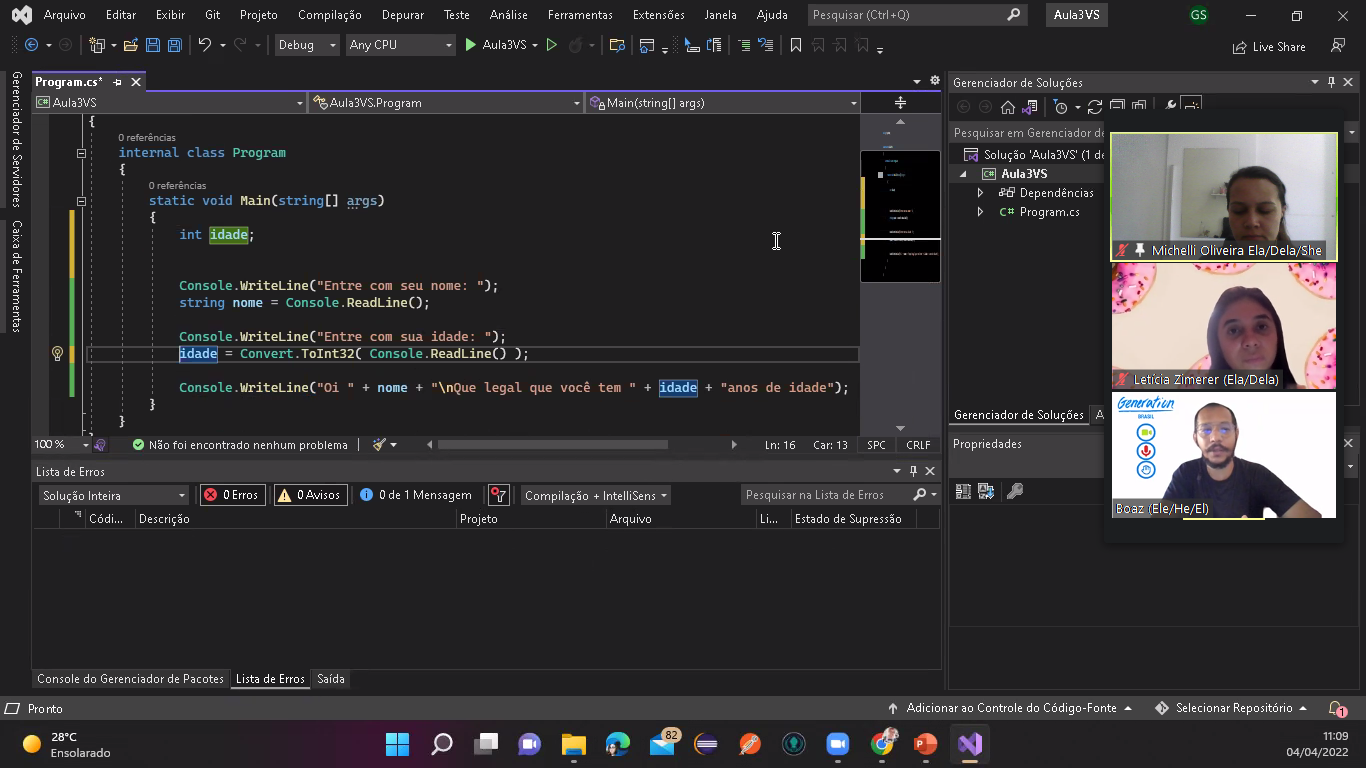 Arquivo Editar Exibir Git Projeto Compilação Depurar Teste Análise Ferramentas Extensões Janela Ajuda Pesquisar (Ctrl+Q) Aula3VS GS
Debug Any CPU Aula3VS Live Share
Gerenciador de Servidores
Caixa de Ferramentas
Program.cs*
Aula3VS Aula3VS.Program Main(string[] args)
{
0 referências
internal class Program
{
0 referências
static void Main(string[] args)
{
int idade;
Console.WriteLine("Entre com seu nome: ");
string nome = Console.ReadLine();
Console.WriteLine("Entre com sua idade: ");
idade = Convert.ToInt32( Console.ReadLine() );
Console.WriteLine("Oi " + nome + "\nQue legal que você tem " + idade + "anos de idade");
}
}
100 % Não foi encontrado nenhum problema Ln: 16 Car: 13 SPC CRLF
Lista de Erros
Solução Inteira 0 Erros 0 Avisos 0 de 1 Mensagem Compilação + IntelliSens Pesquisar na Lista de Erros
Códi... Descrição Projeto Arquivo Li... Estado de Supressão
Console do Gerenciador de Pacotes Lista de Erros Saída
Gerenciador de Soluções
Pesquisar em Gerenciador de
Solução 'Aula3VS' (1 de
Aula3VS
Dependências
C# Program.cs
Gerenciador de Soluções A
Propriedades
Michelli Oliveira Ela/Dela/She
Letícia Zimerer (Ela/Dela)
Generation
BRASIL
Boaz (Ele/He/El)
Pronto Adicionar ao Controle do Código-Fonte Selecionar Repositório 1
28°C
Ensolarado
82
11:09
04/04/2022